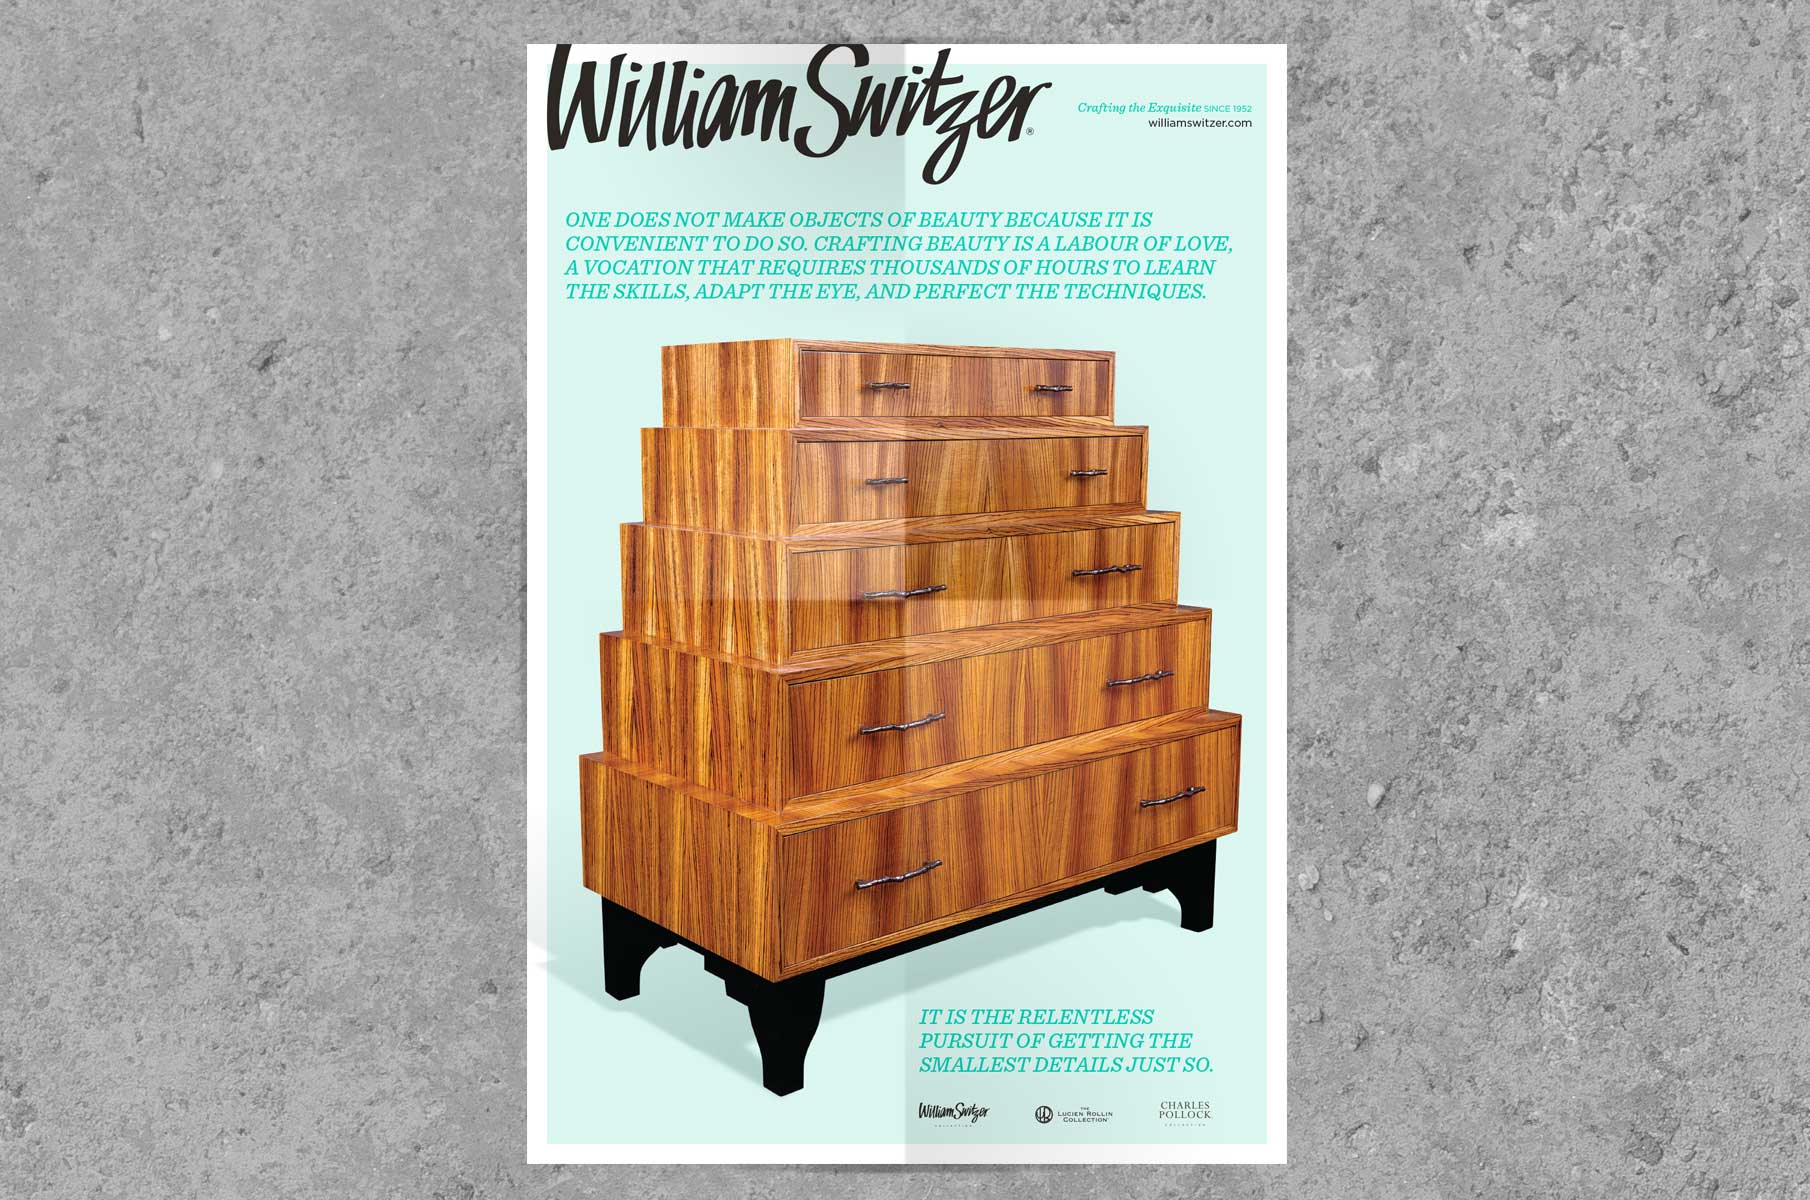 William Switzer®
Crafting the Exquisite SINCE 1952
williamswitzer.com
ONE DOES NOT MAKE OBJECTS OF BEAUTY BECAUSE IT IS
CONVENIENT TO DO SO. CRAFTING BEAUTY IS A LABOUR OF LOVE,
A VOCATION THAT REQUIRES THOUSANDS OF HOURS TO LEARN
THE SKILLS, ADAPT THE EYE, AND PERFECT THE TECHNIQUES.
IT IS THE RELENTLESS
PURSUIT OF GETTING THE
SMALLEST DETAILS JUST SO.
William Switzer
COLLECTION
THE
LUCIEN ROLLIN
COLLECTION
CHARLES
POLLOCK
COLLECTION